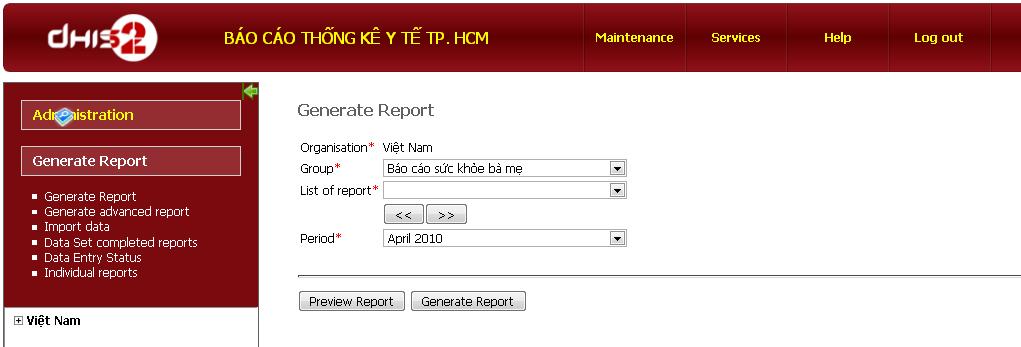 dhis2
BÁO CÁO THỐNG KÊ Y TẾ TP. HCM
Maintenance
Services
Help
Log out
Administration
Generate Report
Generate Report
Generate advanced report
Import data
Data Set completed reports
Data Entry Status
Individual reports
Việt Nam
Generate Report
Organisation* Việt Nam
Group* Báo cáo sức khỏe bà mẹ
List of report*
<< >>
Period* April 2010
Preview Report Generate Report